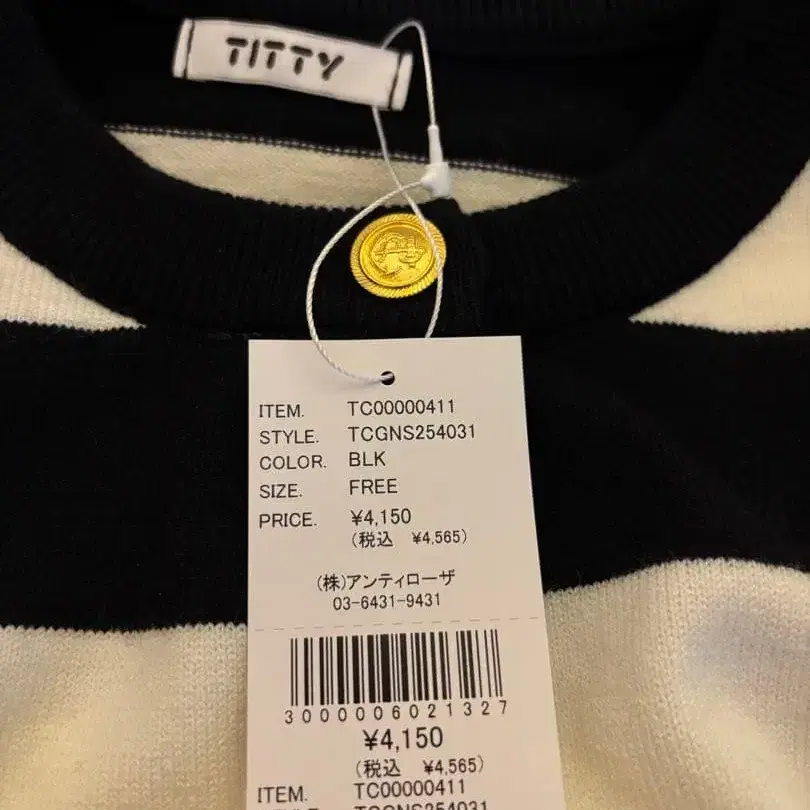 TITTY
ITEM. TC00000411
STYLE. TCGNS254031
COLOR. BLK
SIZE. FREE
PRICE. ¥4,150
(税込 ¥4,565)
(株)アンティローザ
03-6431-9431
3000006021327
¥4,150
(税込 ¥4,565)
ITEM. TC00000411
TCGNS254031